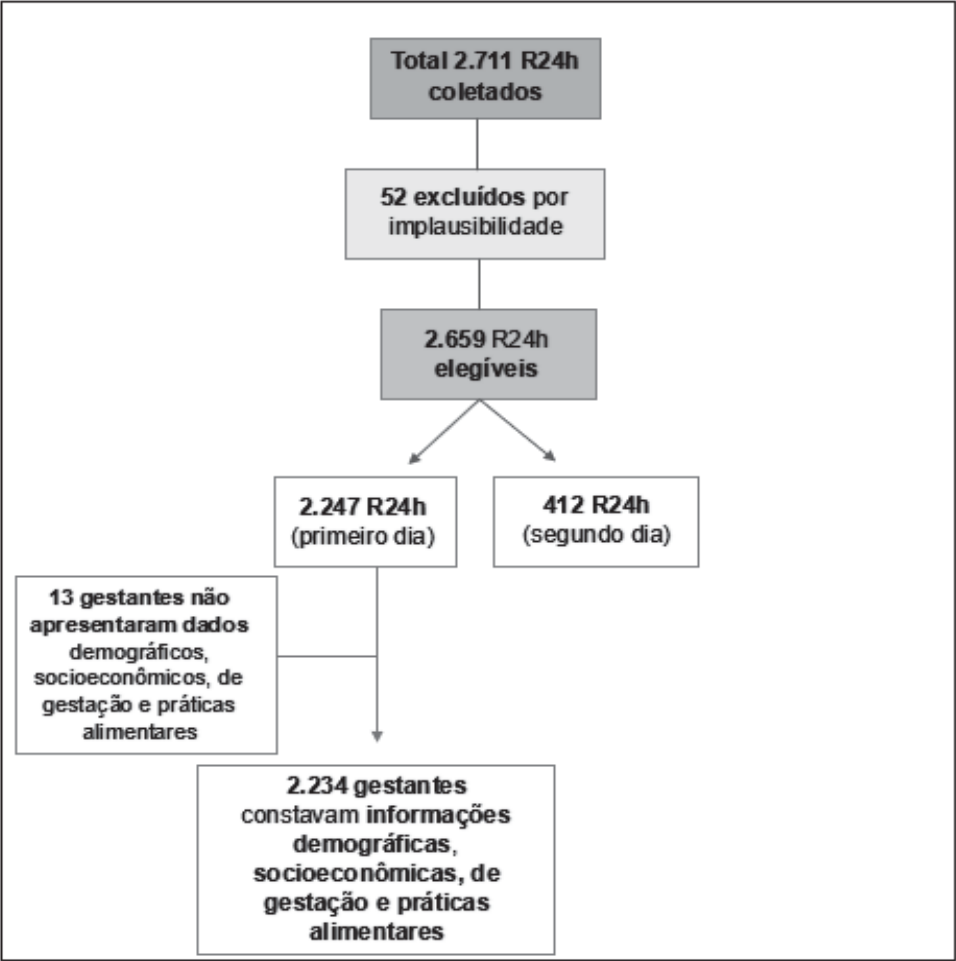 Total 2.711 R24h
coletados
52 excluídos por
implausibilidade
2.659 R24h
elegíveis
2.247 R24h
(primeiro dia)
412 R24h
(segundo dia)
13 gestantes não
apresentaram dados
demográficos,
socioeconômicos, de
gestação e práticas
alimentares
2.234 gestantes
constavam informações
demográficas,
socioeconômicas, de
gestação e práticas
alimentares